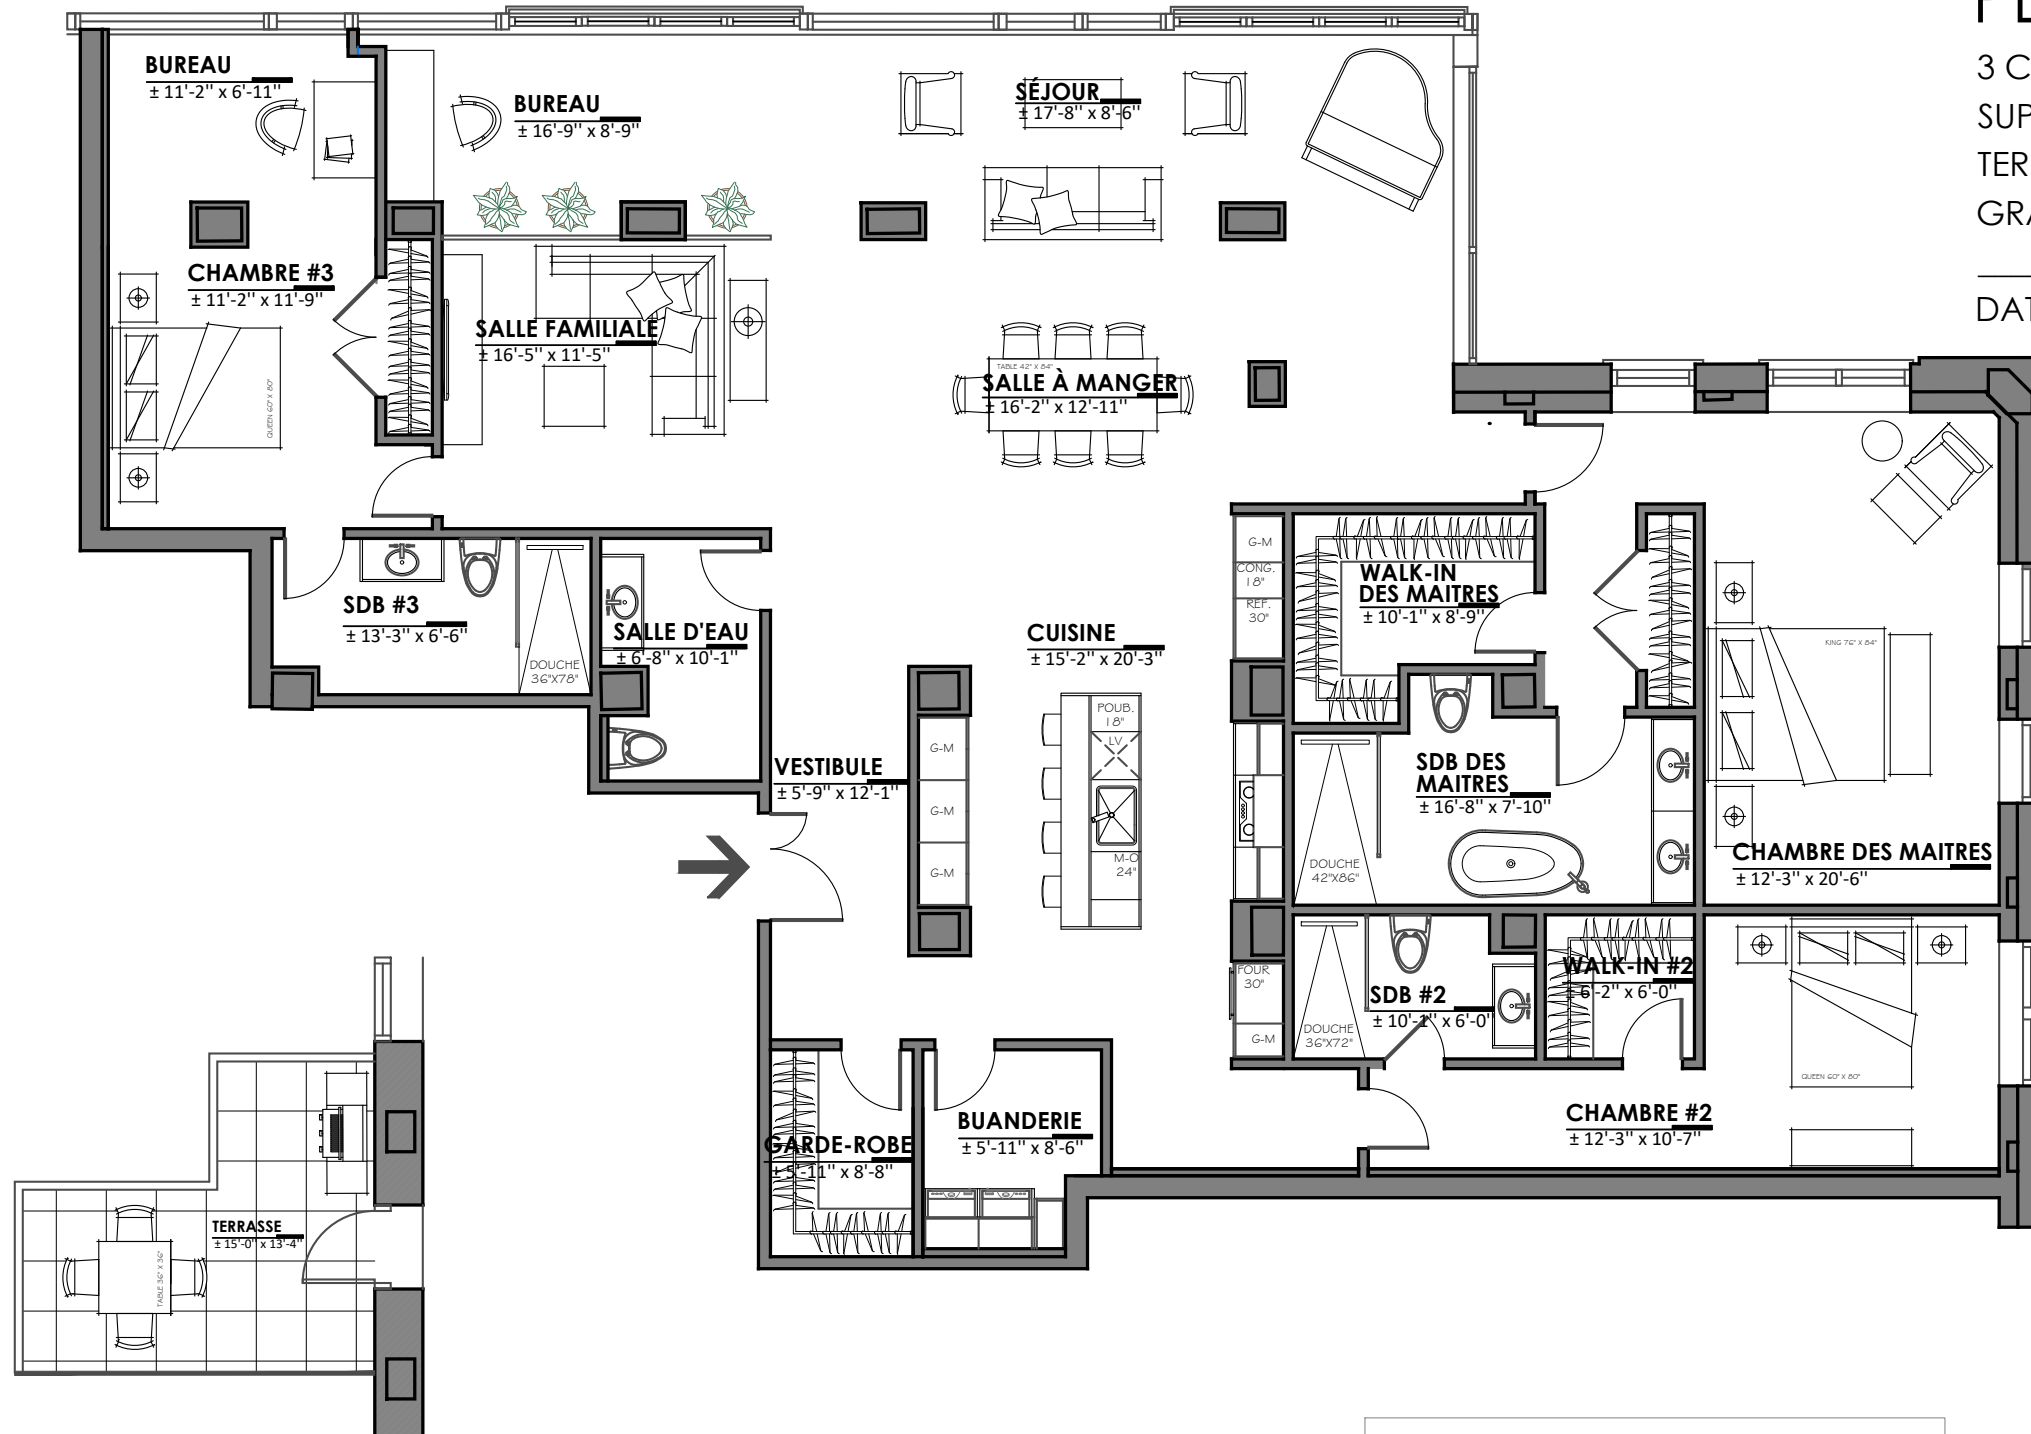 3 C
SUP
TER
GRA
DAT
BUREAU
± 11'-2'' x 6'-11''
BUREAU
± 16'-9'' x 8'-9''
SÉJOUR
± 17'-8'' x 8'-6''
CHAMBRE #3
± 11'-2'' x 11'-9''
QUEEN 60" X 80"
SALLE FAMILIALE
± 16'-5'' x 11'-5''
TABLE 42" X 84"
SALLE À MANGER
± 16'-2'' x 12'-11''
SDB #3
± 13'-3'' x 6'-6''
DOUCHE
36"X78"
SALLE D'EAU
± 6'-8'' x 10'-1''
CUISINE
± 15'-2'' x 20'-3''
G-M
CONG.
18"
REF.
30"
WALK-IN
DES MAITRES
± 10'-1'' x 8'-9''
KING 76" X 84"
POUB.
18"
LV
M-O
24"
G-M
G-M
G-M
VESTIBULE
± 5'-9'' x 12'-1''
SDB DES
MAITRES
± 16'-8'' x 7'-10''
DOUCHE
42"X86"
CHAMBRE DES MAITRES
± 12'-3'' x 20'-6''
FOUR
30"
G-M
SDB #2
± 10'-1'' x 6'-0''
DOUCHE
36"X72"
WALK-IN #2
± 6'-2'' x 6'-0''
QUEEN 60" X 80"
CHAMBRE #2
± 12'-3'' x 10'-7''
GARDE-ROBE
± 5'-11'' x 8'-8''
BUANDERIE
± 5'-11'' x 8'-6''
TERRASSE
± 15'-0'' x 13'-4''
TABLE 36" X 36"